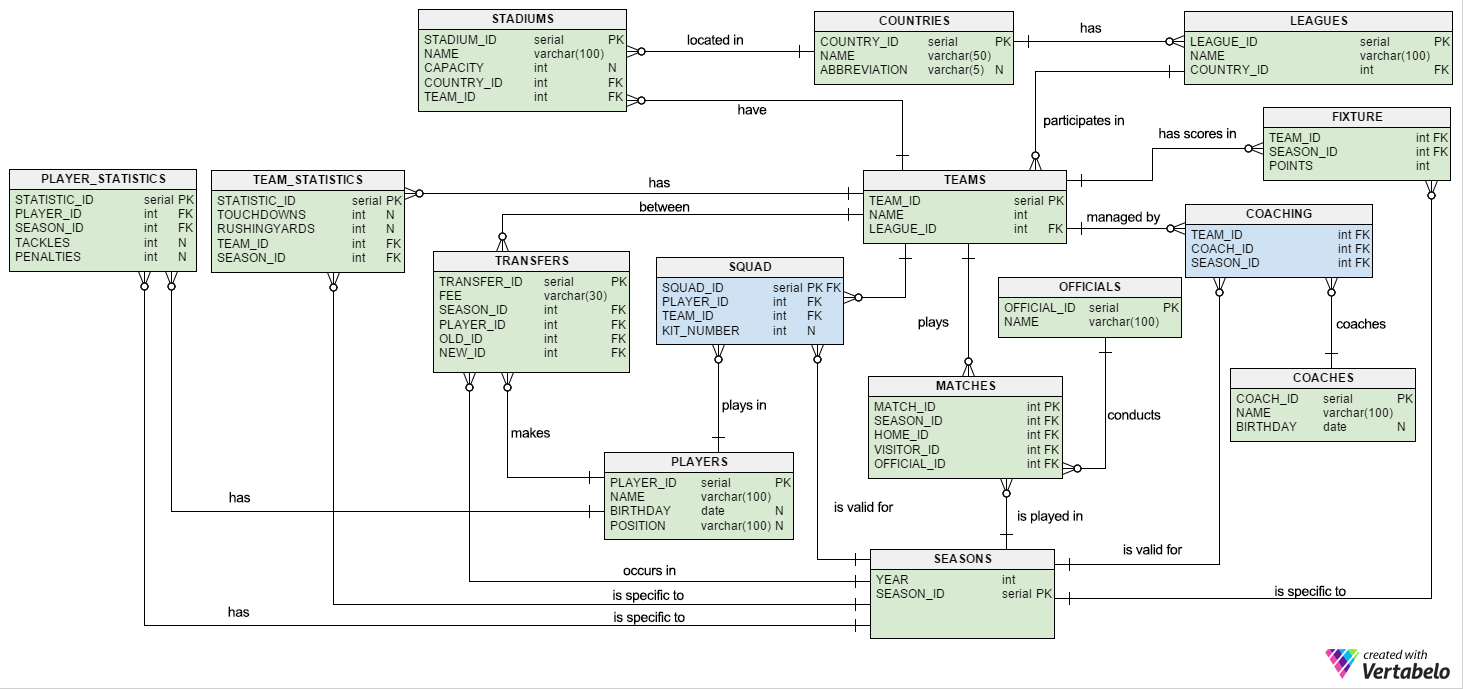 STADIUMS
STADIUM_ID serial PK
NAME varchar(100)
CAPACITY int N
COUNTRY_ID int FK
TEAM_ID int FK
located in
have
COUNTRIES
COUNTRY_ID serial PK
NAME varchar(50)
ABBREVIATION varchar(5) N
has
LEAGUES
LEAGUE_ID serial PK
NAME varchar(100)
COUNTRY_ID int FK
participates in
has scores in
FIXTURE
TEAM_ID int FK
SEASON_ID int FK
POINTS int
PLAYER_STATISTICS
STATISTIC_ID serial PK
PLAYER_ID int FK
SEASON_ID int FK
TACKLES int N
PENALTIES int N
TEAM_STATISTICS
STATISTIC_ID serial PK
TOUCHDOWNS int N
RUSHINGYARDS int N
TEAM_ID int FK
SEASON_ID int FK
has
between
TEAMS
TEAM_ID serial PK
NAME int
LEAGUE_ID int FK
managed by
COACHING
TEAM_ID int FK
COACH_ID int FK
SEASON_ID int FK
TRANSFERS
TRANSFER_ID serial PK
FEE varchar(30)
SEASON_ID int FK
PLAYER_ID int FK
OLD_ID int FK
NEW_ID int FK
SQUAD
SQUAD_ID serial PK FK
PLAYER_ID int FK
TEAM_ID int FK
KIT_NUMBER int N
plays
OFFICIALS
OFFICIAL_ID serial PK
NAME varchar(100)
coaches
MATCHES
MATCH_ID int PK
SEASON_ID int FK
HOME_ID int FK
VISITOR_ID int FK
OFFICIAL_ID int FK
conducts
COACHES
COACH_ID serial PK
NAME varchar(100)
BIRTHDAY date N
makes
plays in
PLAYERS
PLAYER_ID serial PK
NAME varchar(100)
BIRTHDAY date N
POSITION varchar(100) N
has
is valid for
is played in
is valid for
SEASONS
YEAR int
SEASON_ID serial PK
occurs in
is specific to
has
is specific to
is specific to
created with
Vertabelo